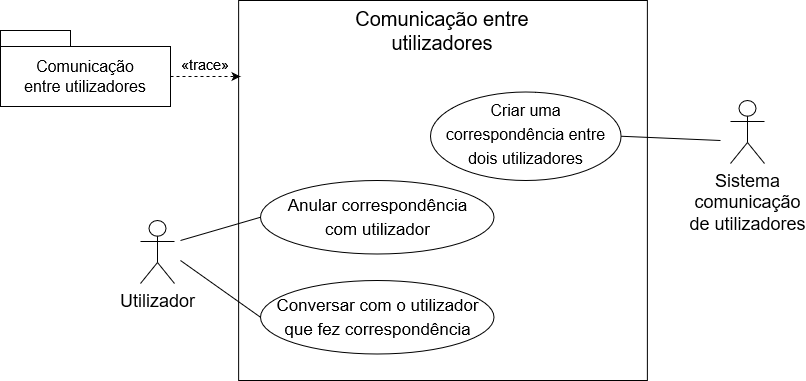 Comunicação entre
utilizadores
Comunicação
entre utilizadores
«trace»
Criar uma
correspondência entre
dois utilizadores
Sistema
comunicação
de utilizadores
Anular correspondência
com utilizador
Utilizador
Conversar com o utilizador
que fez correspondência